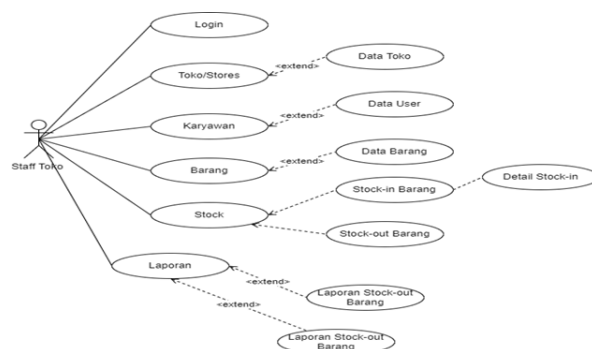 Login
Toko/Stores
<extend>
Data Toko
Karyawan
<extend>
Data User
Staff Toko
Barang
<extend>
Data Barang
Stock
Stock-in Barang
Detail Stock-in
Stock-out Barang
Laporan
<extend>
Laporan Stock-out
Barang
<extend>
Laporan Stock-out
Barang